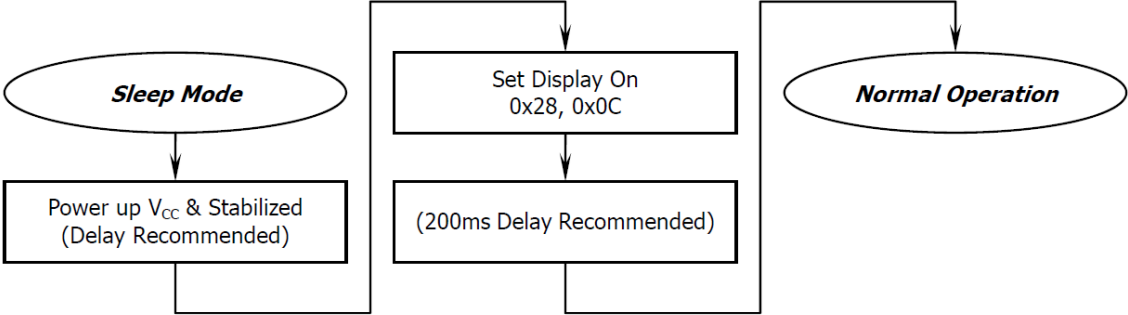 Sleep Mode
Power up VCC & Stabilized
(Delay Recommended)
Set Display On
0x28, 0x0C
(200ms Delay Recommended)
Normal Operation